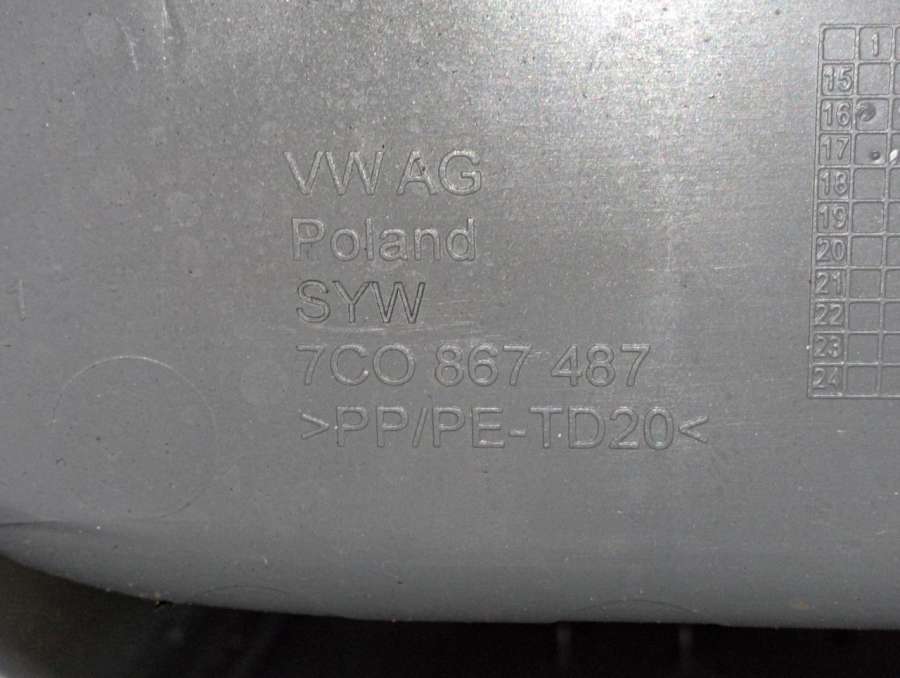 VW AG
Poland
SYW
7C0 867 487
>PP/PE-TD20<
1
15
16
17
18
19
20
21
22
23
24